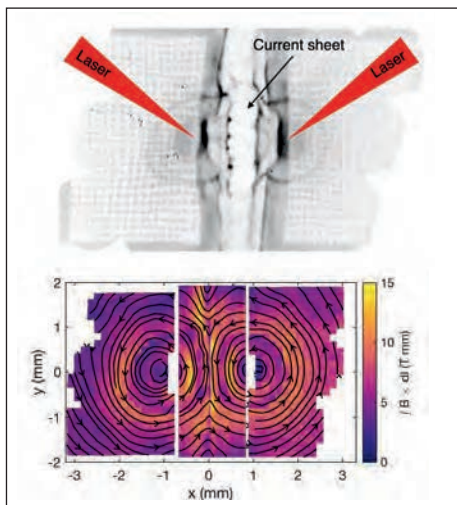 Current sheet
Laser
Laser
2
1
0
-1
-2
y (mm)
-3
-2
-1
0
1
2
3
x (mm)
15
10
5
0
∫ B × dl (T mm)